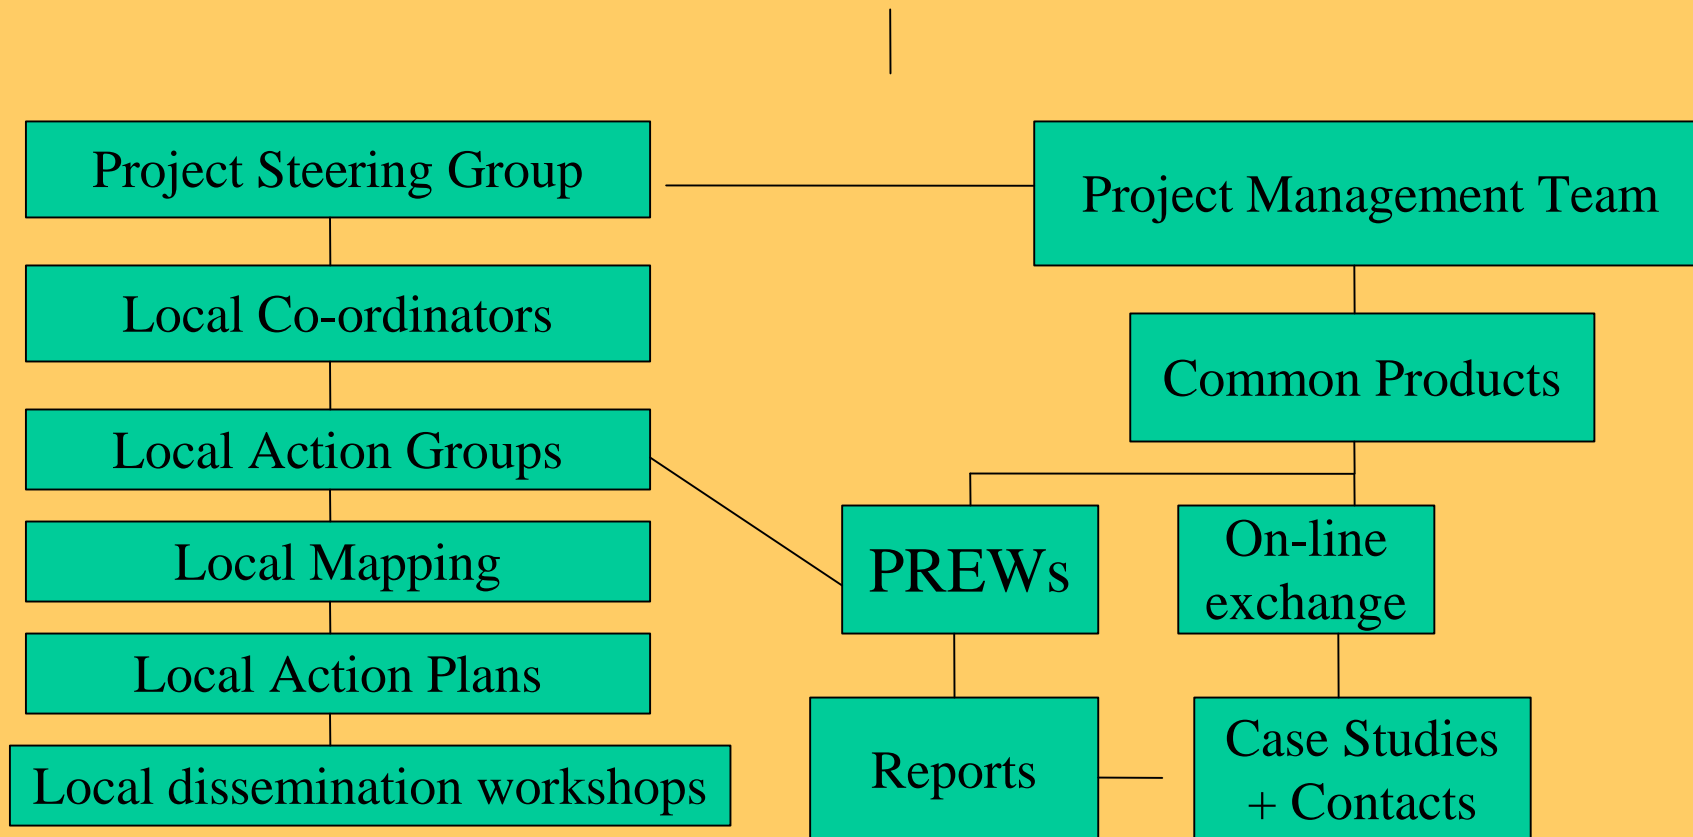 Project Steering Group
Project Management Team
Local Co-ordinators
Common Products
Local Action Groups
PREWs
On-line
exchange
Local Mapping
Local Action Plans
Local dissemination workshops
Reports
Case Studies
+ Contacts